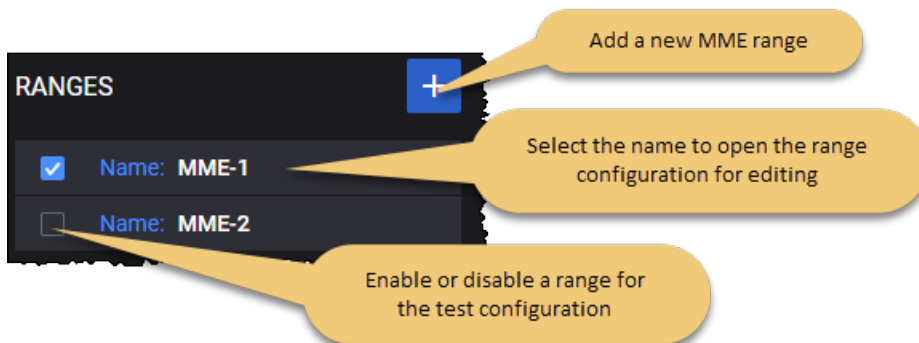 Add a new MME range
RANGES
+
Select the name to open the range
configuration for editing
Name: MME-1
Name: MME-2
Enable or disable a range for
the test configuration